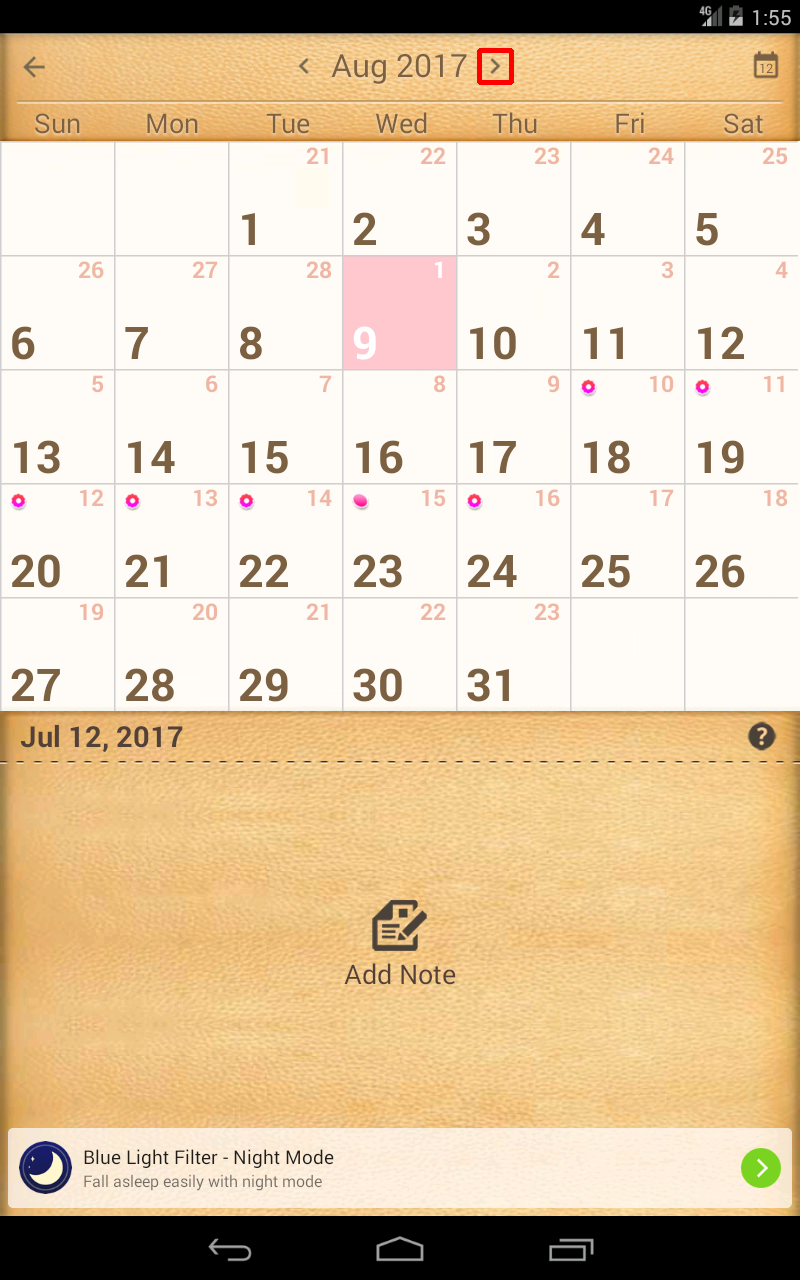 4G 1:55
Aug 2017
12
Sun Mon Tue Wed Thu Fri Sat
21 22 23 24 25
1 2 3 4 5
26 27 28 1 2 3 4
6 7 8 9 10 11 12
5 6 7 8 9 10 11
13 14 15 16 17 18 19
12 13 14 15 16 17 18
20 21 22 23 24 25 26
19 20 21 22 23
27 28 29 30 31
Jul 12, 2017 ?
Add Note
Blue Light Filter - Night Mode
Fall asleep easily with night mode